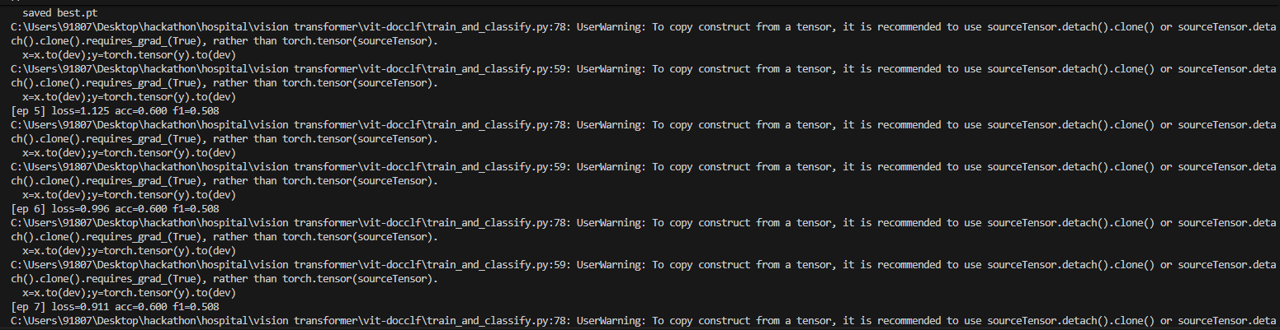 saved best.pt
C:\Users\91807\Desktop\hackathon\hospital\vision transformer\vit-docclf\train_and_classify.py:78: UserWarning: To copy construct from a tensor, it is recommended to use sourceTensor.detach().clone() or sourceTensor.deta
ch().clone().requires_grad_(True), rather than torch.tensor(sourceTensor).
x=x.to(dev);y=torch.tensor(y).to(dev)
C:\Users\91807\Desktop\hackathon\hospital\vision transformer\vit-docclf\train_and_classify.py:59: UserWarning: To copy construct from a tensor, it is recommended to use sourceTensor.detach().clone() or sourceTensor.deta
ch().clone().requires_grad_(True), rather than torch.tensor(sourceTensor).
x=x.to(dev);y=torch.tensor(y).to(dev)
[ep 5] loss=1.125 acc=0.600 f1=0.508
C:\Users\91807\Desktop\hackathon\hospital\vision transformer\vit-docclf\train_and_classify.py:78: UserWarning: To copy construct from a tensor, it is recommended to use sourceTensor.detach().clone() or sourceTensor.deta
ch().clone().requires_grad_(True), rather than torch.tensor(sourceTensor).
x=x.to(dev);y=torch.tensor(y).to(dev)
C:\Users\91807\Desktop\hackathon\hospital\vision transformer\vit-docclf\train_and_classify.py:59: UserWarning: To copy construct from a tensor, it is recommended to use sourceTensor.detach().clone() or sourceTensor.deta
ch().clone().requires_grad_(True), rather than torch.tensor(sourceTensor).
x=x.to(dev);y=torch.tensor(y).to(dev)
[ep 6] loss=0.996 acc=0.600 f1=0.508
C:\Users\91807\Desktop\hackathon\hospital\vision transformer\vit-docclf\train_and_classify.py:78: UserWarning: To copy construct from a tensor, it is recommended to use sourceTensor.detach().clone() or sourceTensor.deta
ch().clone().requires_grad_(True), rather than torch.tensor(sourceTensor).
x=x.to(dev);y=torch.tensor(y).to(dev)
C:\Users\91807\Desktop\hackathon\hospital\vision transformer\vit-docclf\train_and_classify.py:59: UserWarning: To copy construct from a tensor, it is recommended to use sourceTensor.detach().clone() or sourceTensor.deta
ch().clone().requires_grad_(True), rather than torch.tensor(sourceTensor).
x=x.to(dev);y=torch.tensor(y).to(dev)
[ep 7] loss=0.911 acc=0.600 f1=0.508
C:\Users\91807\Desktop\hackathon\hospital\vision transformer\vit-docclf\train_and_classify.py:78: UserWarning: To copy construct from a tensor, it is recommended to use sourceTensor.detach().clone() or sourceTensor.deta